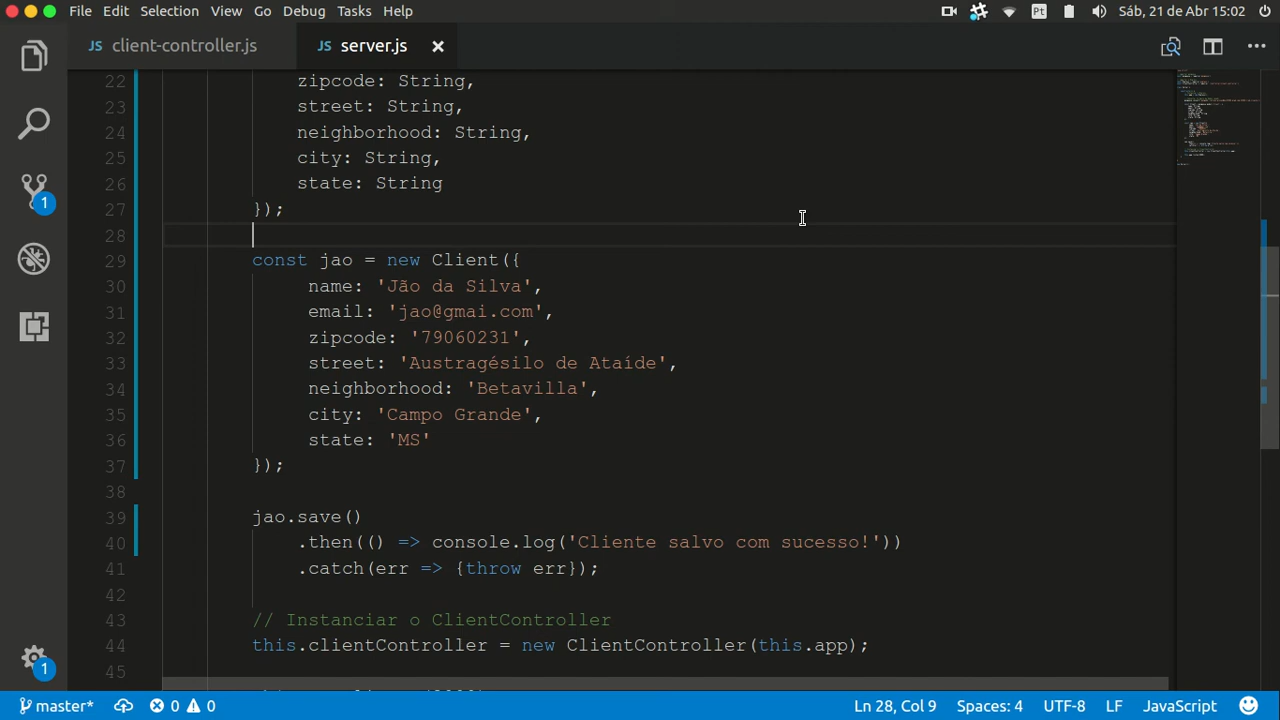 File Edit Selection View Go Debug Tasks Help Pt Sáb, 21 de Abr 15:02
JS client-controller.js JS server.js
22 zipcode: String,
23 street: String,
24 neighborhood: String,
25 city: String,
26 state: String
27 });
28
29 const jao = new Client({
30 name: 'Jão da Silva',
31 email: 'jao@gmai.com',
32 zipcode: '79060231',
33 street: 'Austragésilo de Ataíde',
34 neighborhood: 'Betavilla',
35 city: 'Campo Grande',
36 state: 'MS'
37 });
38
39 jao.save()
40 .then(() => console.log('Cliente salvo com sucesso!'))
41 .catch(err => {throw err});
42
43 // Instanciar o ClientController
44 this.clientController = new ClientController(this.app);
45
1
1
master* 0 0 Ln 28, Col 9 Spaces: 4 UTF-8 LF JavaScript